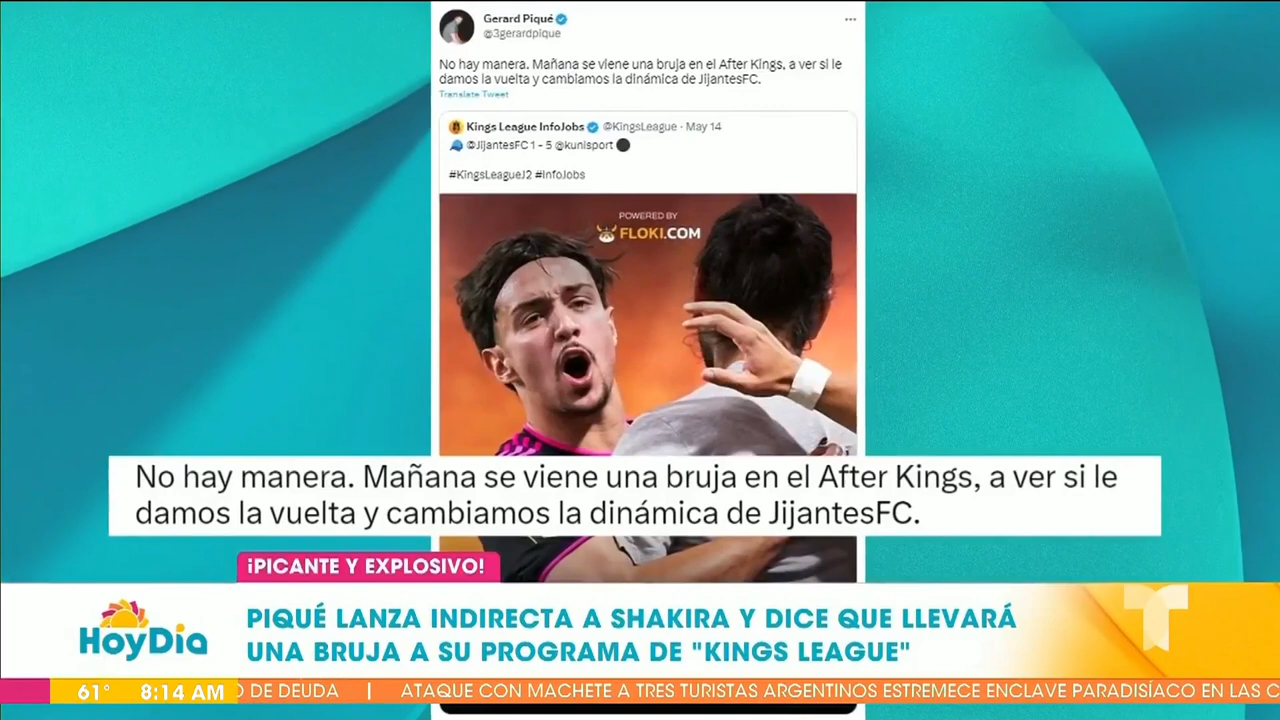 Gerard Piqué
@3gerardpique
No hay manera. Mañana se viene una bruja en el After Kings, a ver si le
damos la vuelta y cambiamos la dinámica de JijantesFC.
Translate Tweet
Kings League InfoJobs @KingsLeague · May 14
@JijantesFC 1 - 5 @kunisport
#KingsLeagueJ2 #InfoJobs
POWERED BY
FLOKI.COM
No hay manera. Mañana se viene una bruja en el After Kings, a ver si le
damos la vuelta y cambiamos la dinámica de JijantesFC.
¡PICANTE Y EXPLOSIVO!
HoyDía
PIQUÉ LANZA INDIRECTA A SHAKIRA Y DICE QUE LLEVARÁ
UNA BRUJA A SU PROGRAMA DE "KINGS LEAGUE"
T
61° 8:14 AM O DE DEUDA | ATAQUE CON MACHETE A TRES TURISTAS ARGENTINOS ESTREMECE ENCLAVE PARADISÍACO EN LAS C